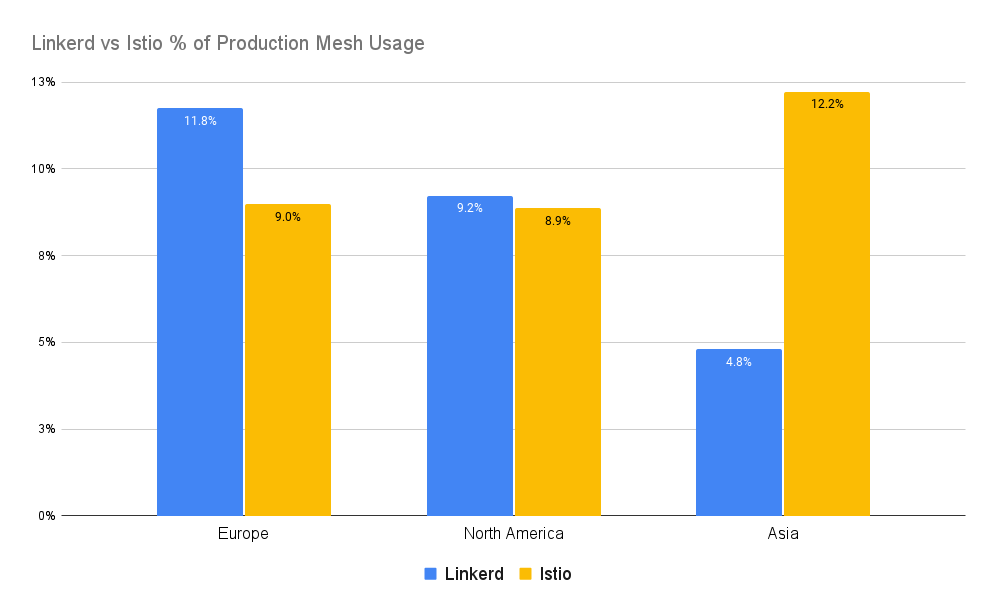 Linkerd vs Istio % of Production Mesh Usage
13%
10%
8%
5%
3%
0%
11.8%
9.0%
9.2%
8.9%
4.8%
12.2%
Europe
North America
Asia
Linkerd
Istio